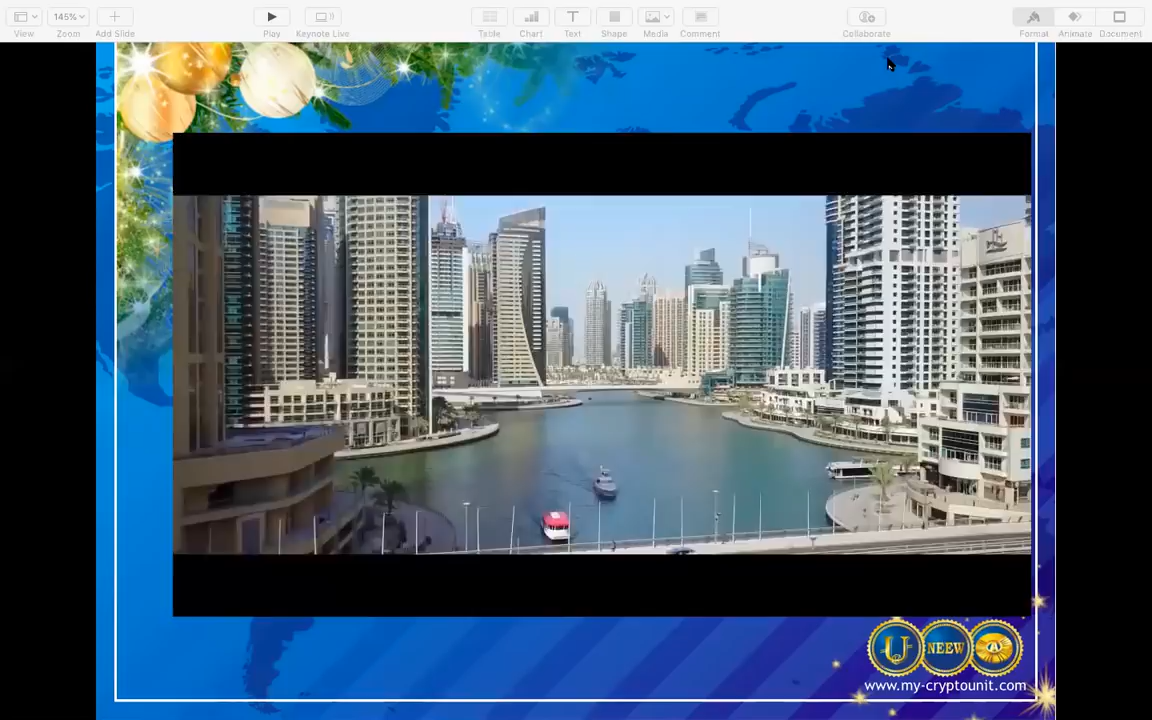 145%
View
Zoom
Add Slide
Play
Keynote Live
Table
Chart
Text
Shape
Media
Comment
Collaborate
Format
Animate
Document
U
NEEW
A
www.my-cryptounit.com